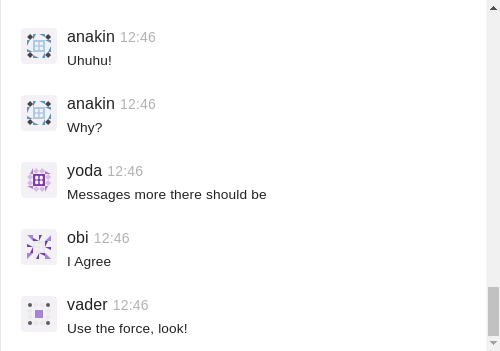 anakin 12:46
Uhuhu!
anakin 12:46
Why?
yoda 12:46
Messages more there should be
obi 12:46
I Agree
vader 12:46
Use the force, look!